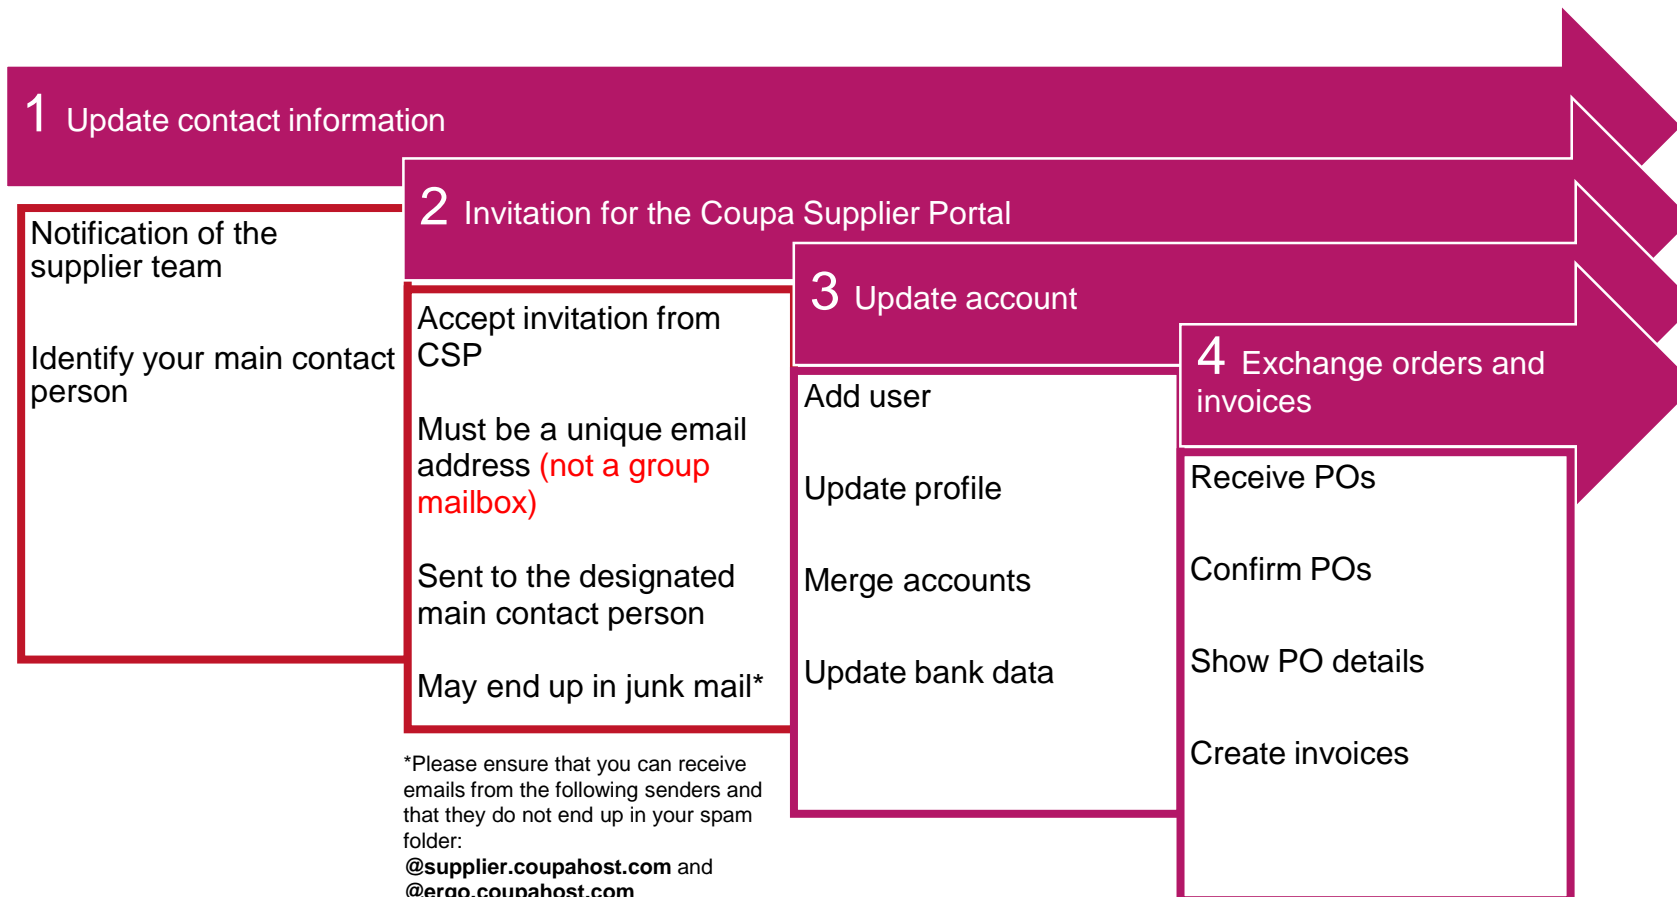 1 Update contact information
Notification of the
supplier team
Identify your main contact
person
2 Invitation for the Coupa Supplier Portal
Accept invitation from
CSP
Must be a unique email
address (not a group
mailbox)
Sent to the designated
main contact person
May end up in junk mail*
*Please ensure that you can receive
emails from the following senders and
that they do not end up in your spam
folder:
@supplier.coupahost.com and
@ergo.coupahost.com
3 Update account
Add user
Update profile
Merge accounts
Update bank data
4 Exchange orders and
invoices
Receive POs
Confirm POs
Show PO details
Create invoices